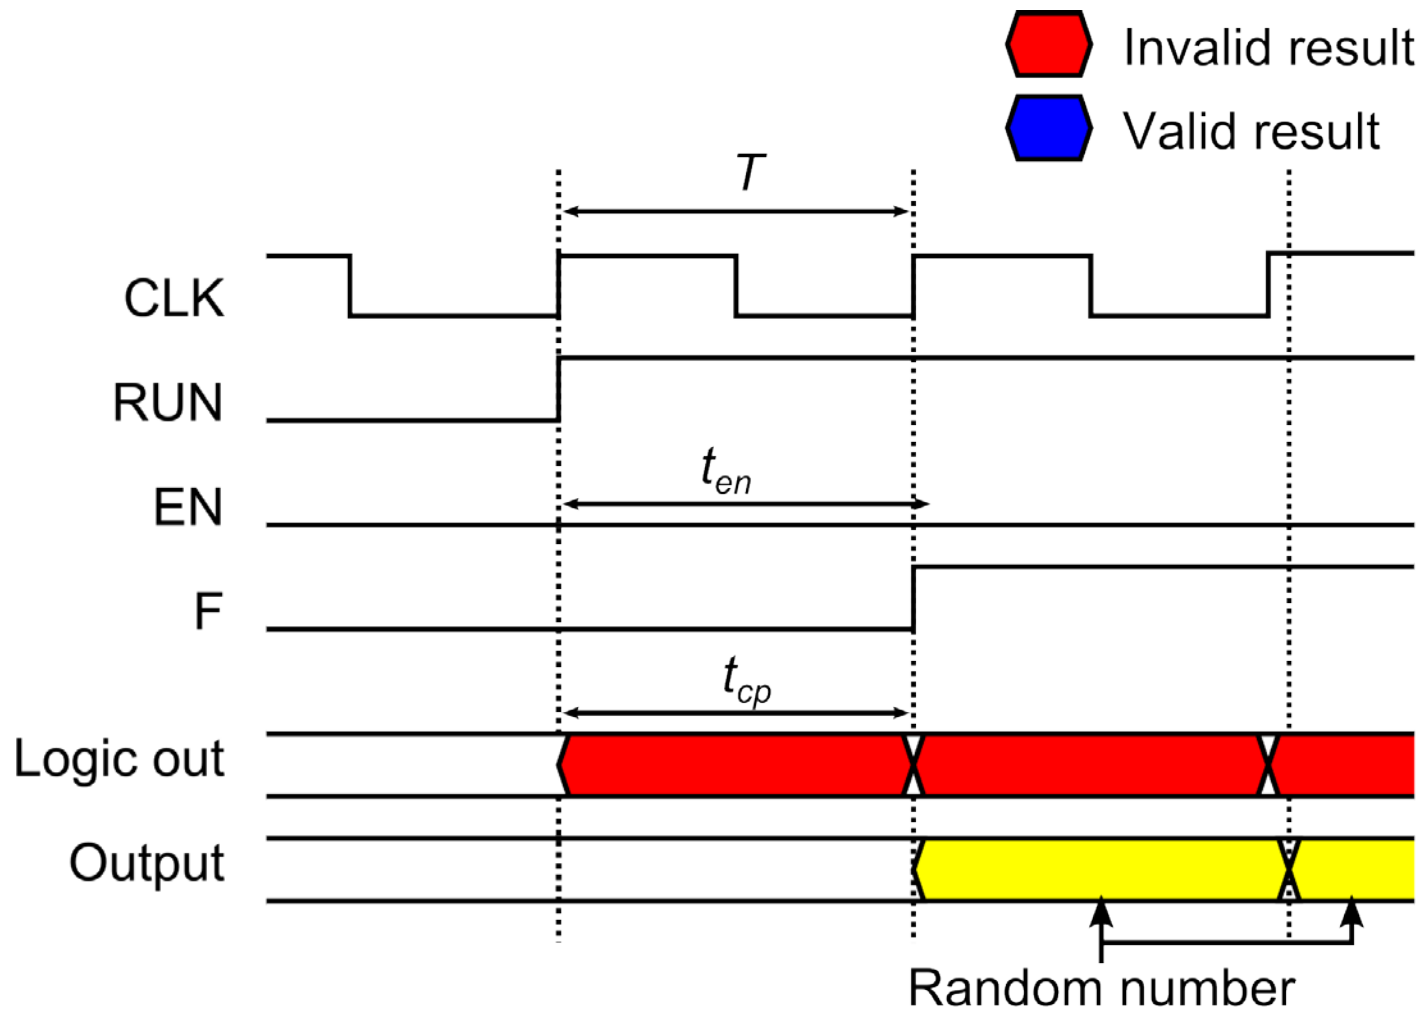 Invalid result
Valid result
T
CLK
RUN
t_en
EN
F
t_cp
Logic out
Output
Random number